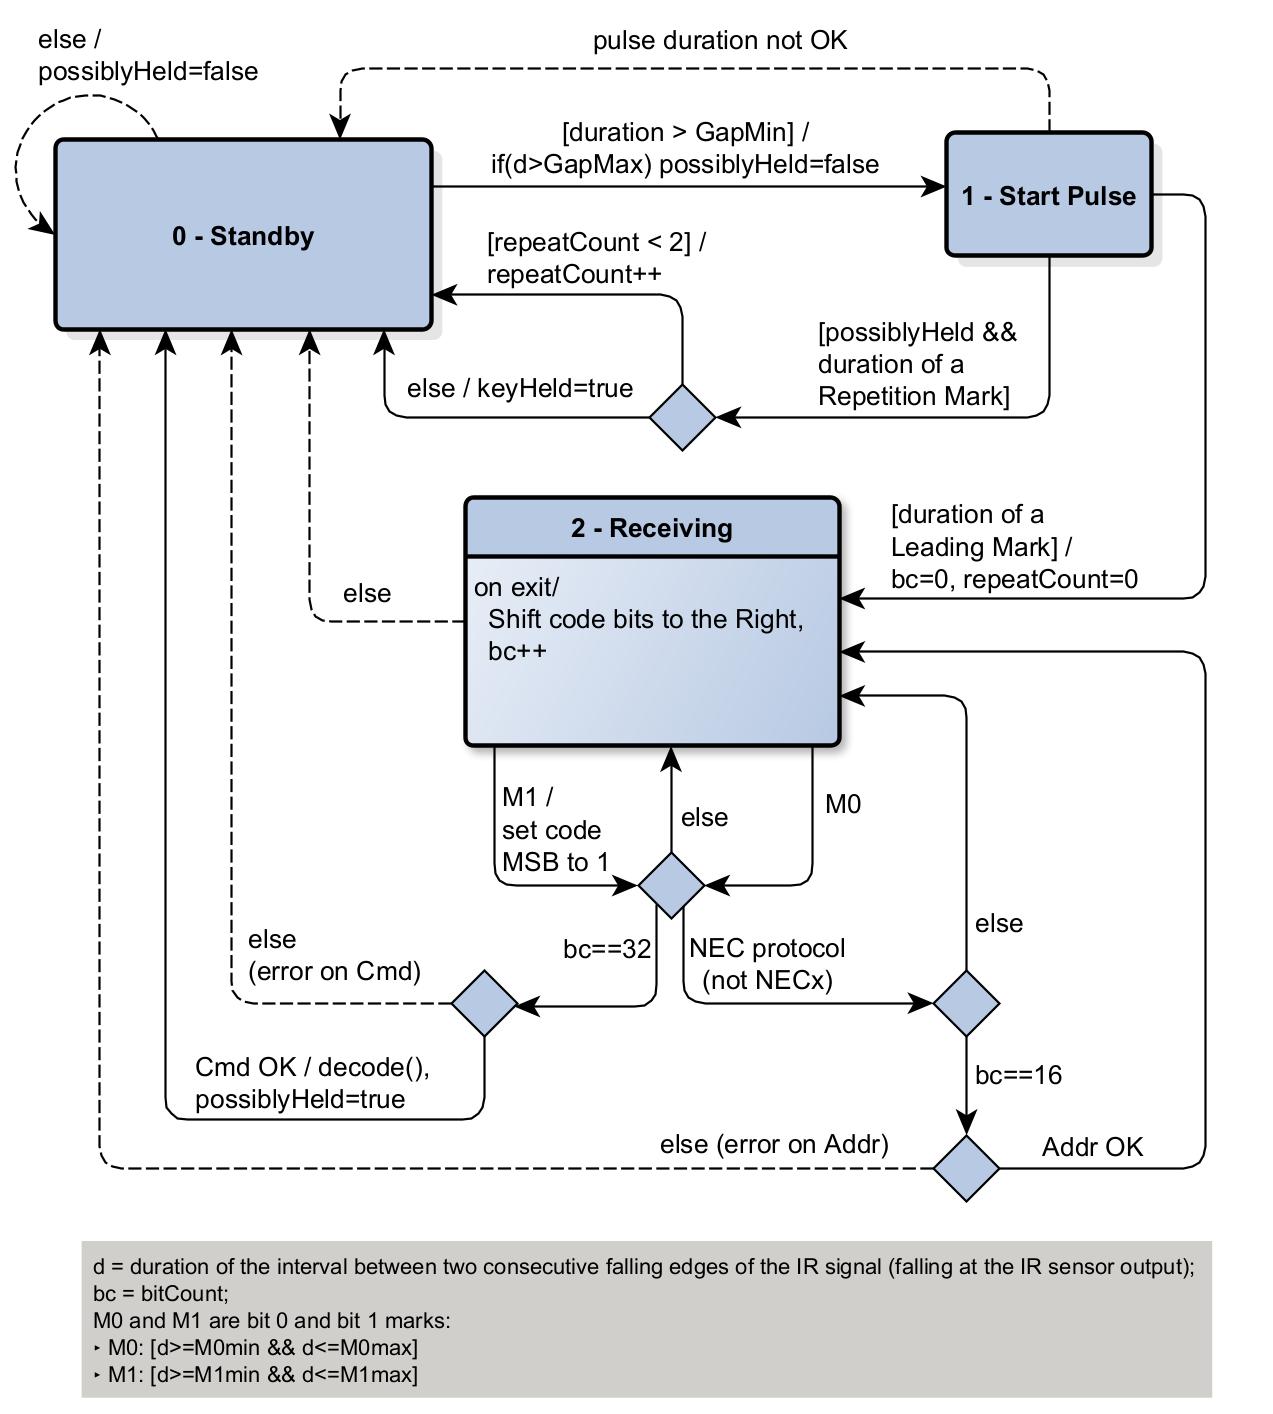 else /
possiblyHeld=false
pulse duration not OK
[duration > GapMin] /
if(d>GapMax) possiblyHeld=false
1 - Start Pulse
0 - Standby
[repeatCount < 2] /
repeatCount++
[possiblyHeld &&
duration of a
Repetition Mark]
else / keyHeld=true
[duration of a
Leading Mark] /
bc=0, repeatCount=0
2 - Receiving
on exit/
Shift code bits to the Right,
bc++
else
M1 /
set code
MSB to 1
else
M0
else
(error on Cmd)
bc==32
NEC protocol
(not NECx)
else
Cmd OK / decode(),
possiblyHeld=true
bc==16
else (error on Addr)
Addr OK
d = duration of the interval between two consecutive falling edges of the IR signal (falling at the IR sensor output);
bc = bitCount;
M0 and M1 are bit 0 and bit 1 marks:
‣ M0: [d>=M0min && d<=M0max]
‣ M1: [d>=M1min && d<=M1max]